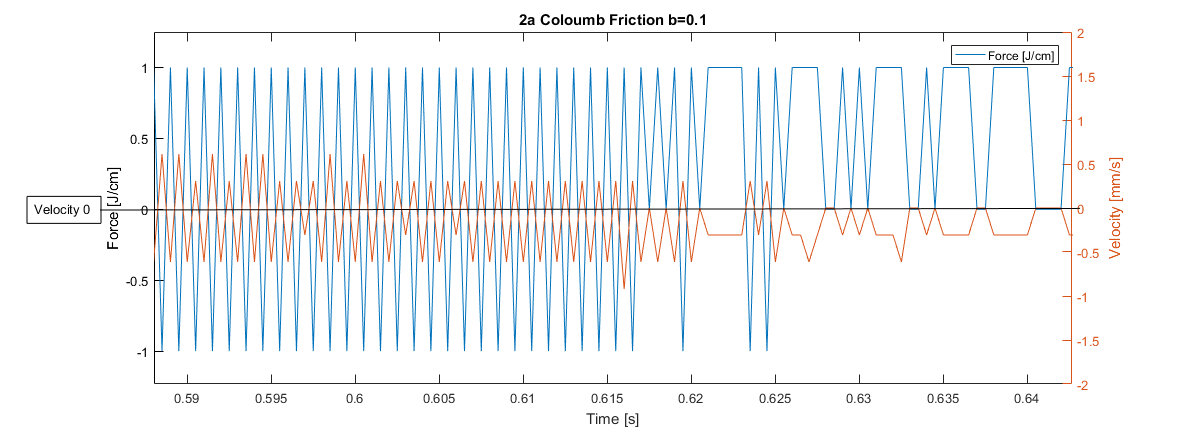 2a Coloumb Friction b=0.1
Force [J/cm]
Velocity 0
Force [J/cm]
1
0.5
0
-0.5
-1
2
1.5
1
0.5
0
-0.5
-1
-1.5
-2
Velocity [mm/s]
0.59 0.595 0.6 0.605 0.61 0.615 0.62 0.625 0.63 0.635 0.64
Time [s]